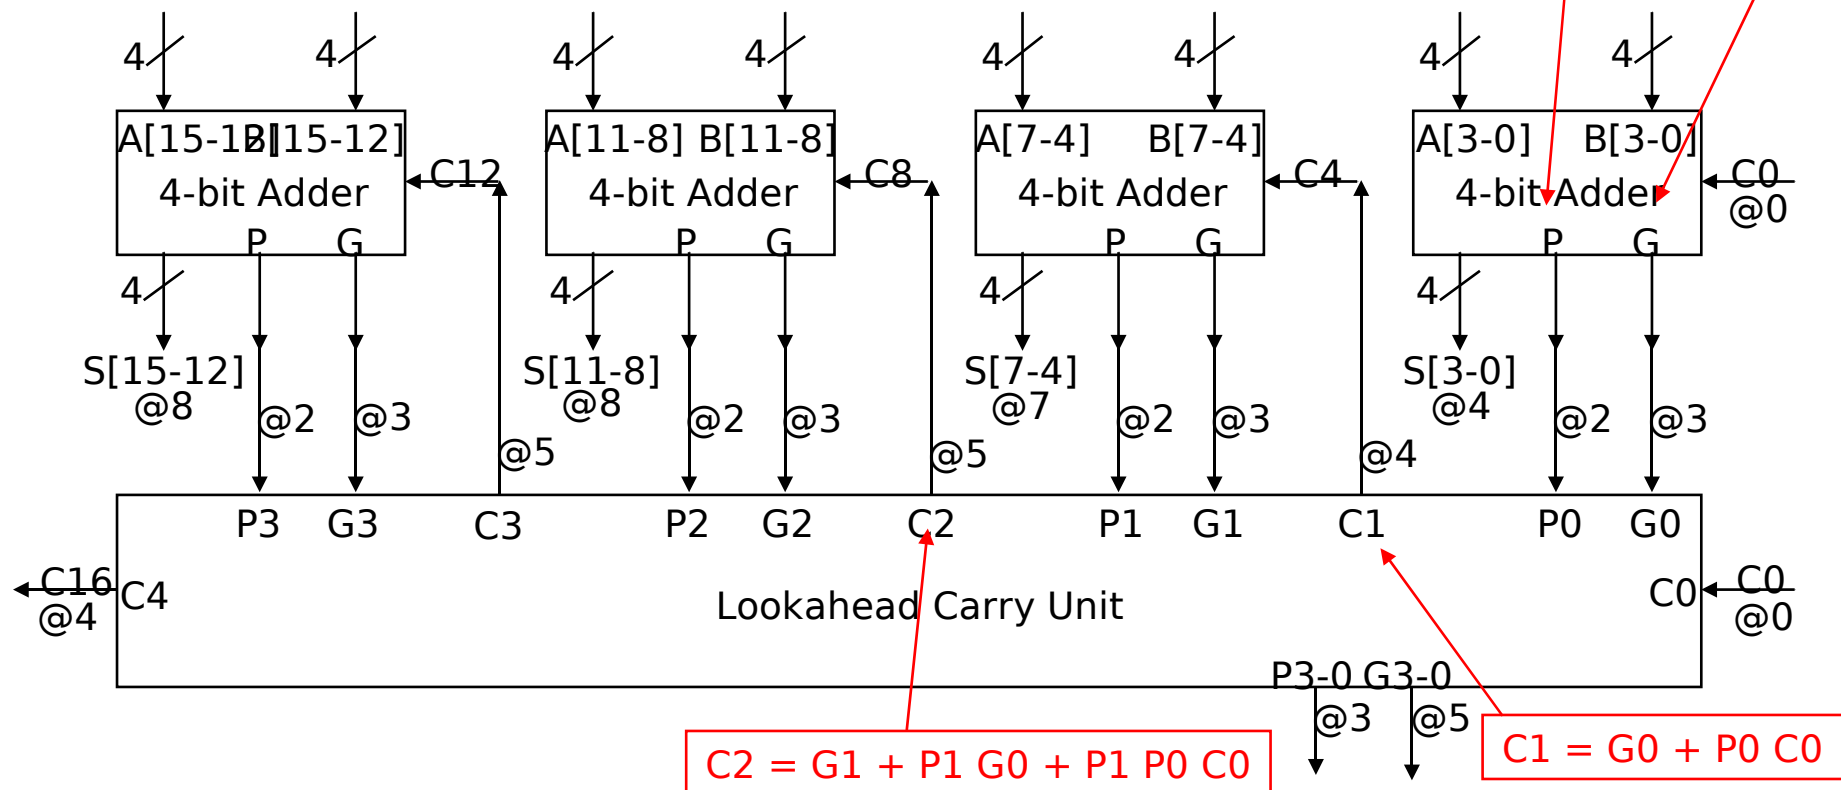 4 4 4 4 4 4 4 4
A[15-12] B[15-12] A[11-8] B[11-8] A[7-4] B[7-4] A[3-0] B[3-0]
C12 C8 C4 C0
4-bit Adder 4-bit Adder 4-bit Adder 4-bit Adder
@0
P G P G P G P G
4 4 4 4
S[15-12] S[11-8] S[7-4] S[3-0]
@8 @8 @7 @4
@2 @3 @2 @3 @2 @3 @2 @3
@5 @5 @4
P3 G3 C3 P2 G2 C2 P1 G1 C1 P0 G0
C16 C4 C0 C0
@4 @0
Lookahead Carry Unit
P3-0 G3-0
@3 @5
C2 = G1 + P1 G0 + P1 P0 C0
C1 = G0 + P0 C0